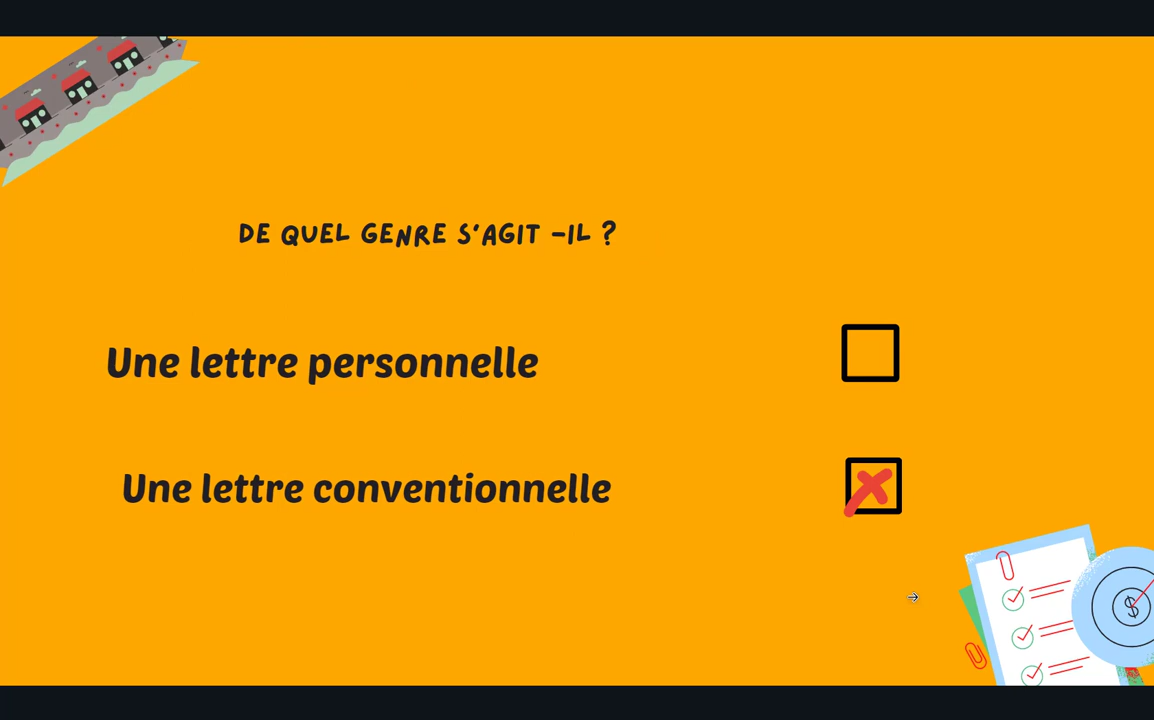 DE QUEL GENRE S'AGIT -IL ?
Une lettre personnelle
Une lettre conventionnelle
$